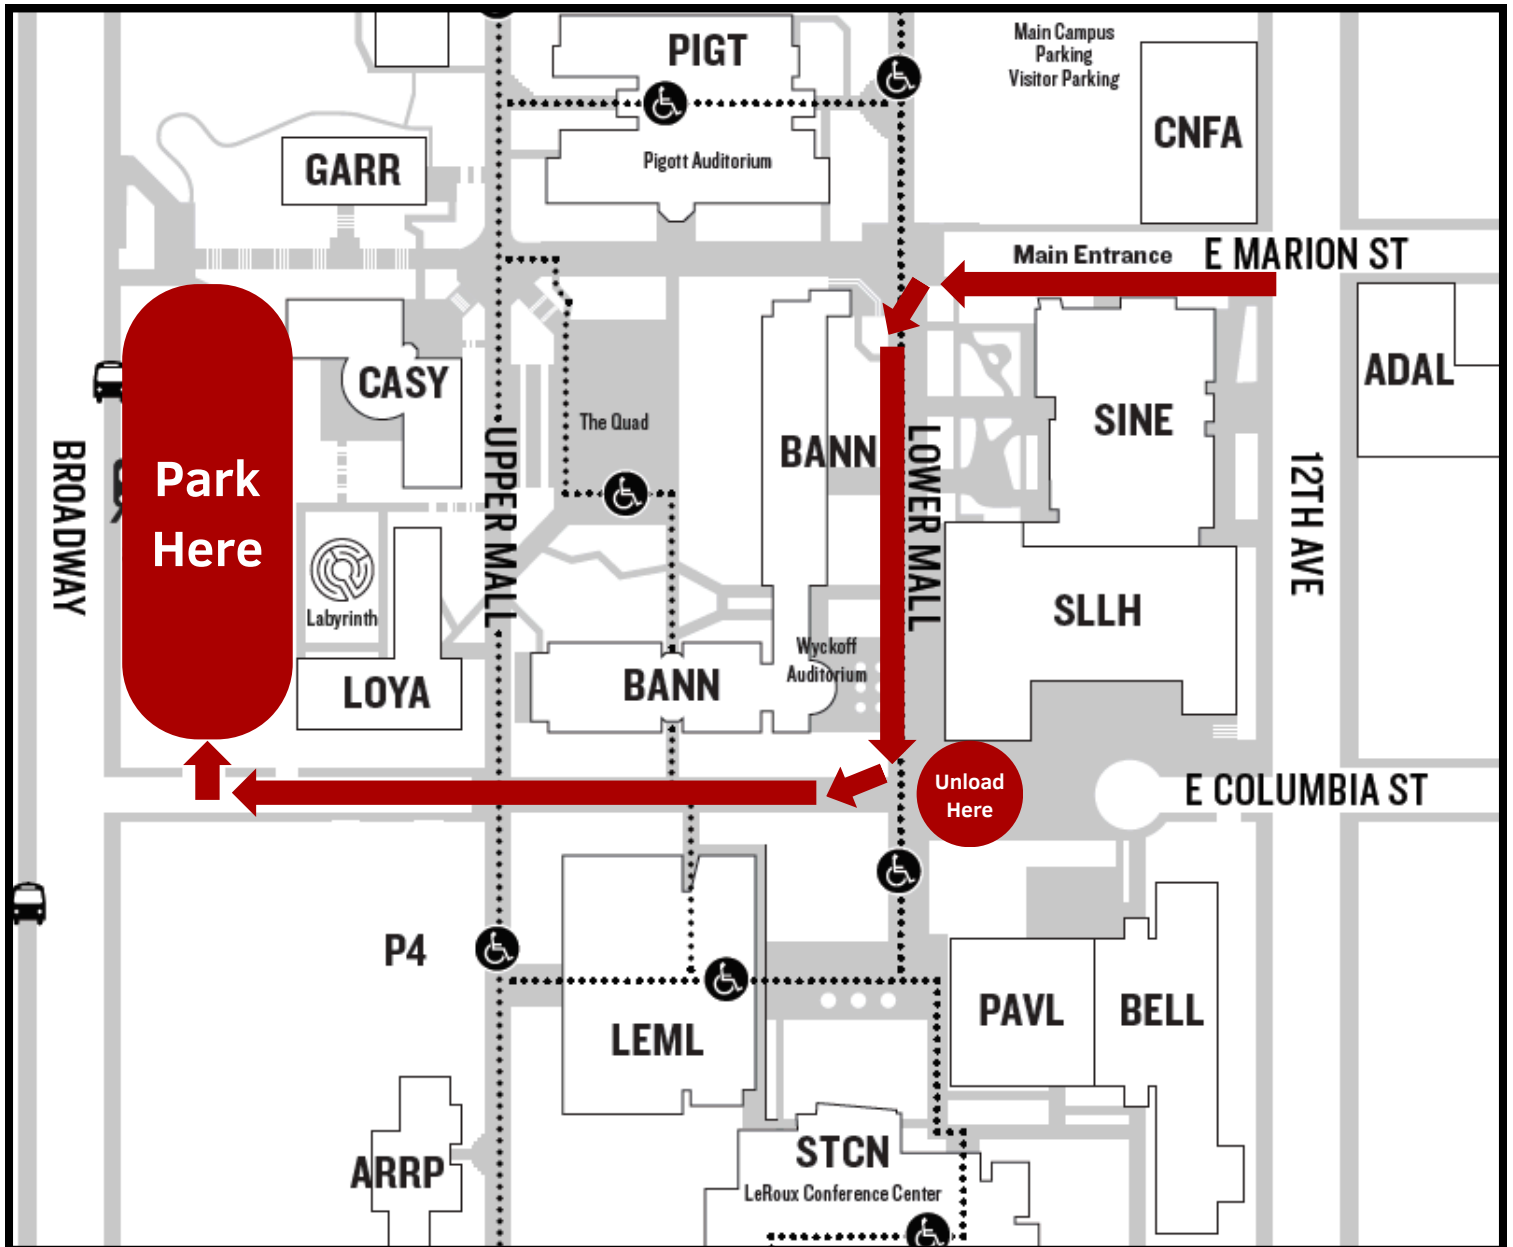 PIGT
Pigott Auditorium
Main Campus
Parking
Visitor Parking
CNFA
GARR
Main Entrance
E MARION ST
CASY
The Quad
BANN
SINE
ADAL
BROADWAY
Park
Here
UPPER MALL
LOWER MALL
12TH AVE
Labyrinth
SLLH
LOYA
BANN
Wyckoff
Auditorium
Unload
Here
E COLUMBIA ST
P4
LEML
PAVL
BELL
ARRP
STCN
LeRoux Conference Center